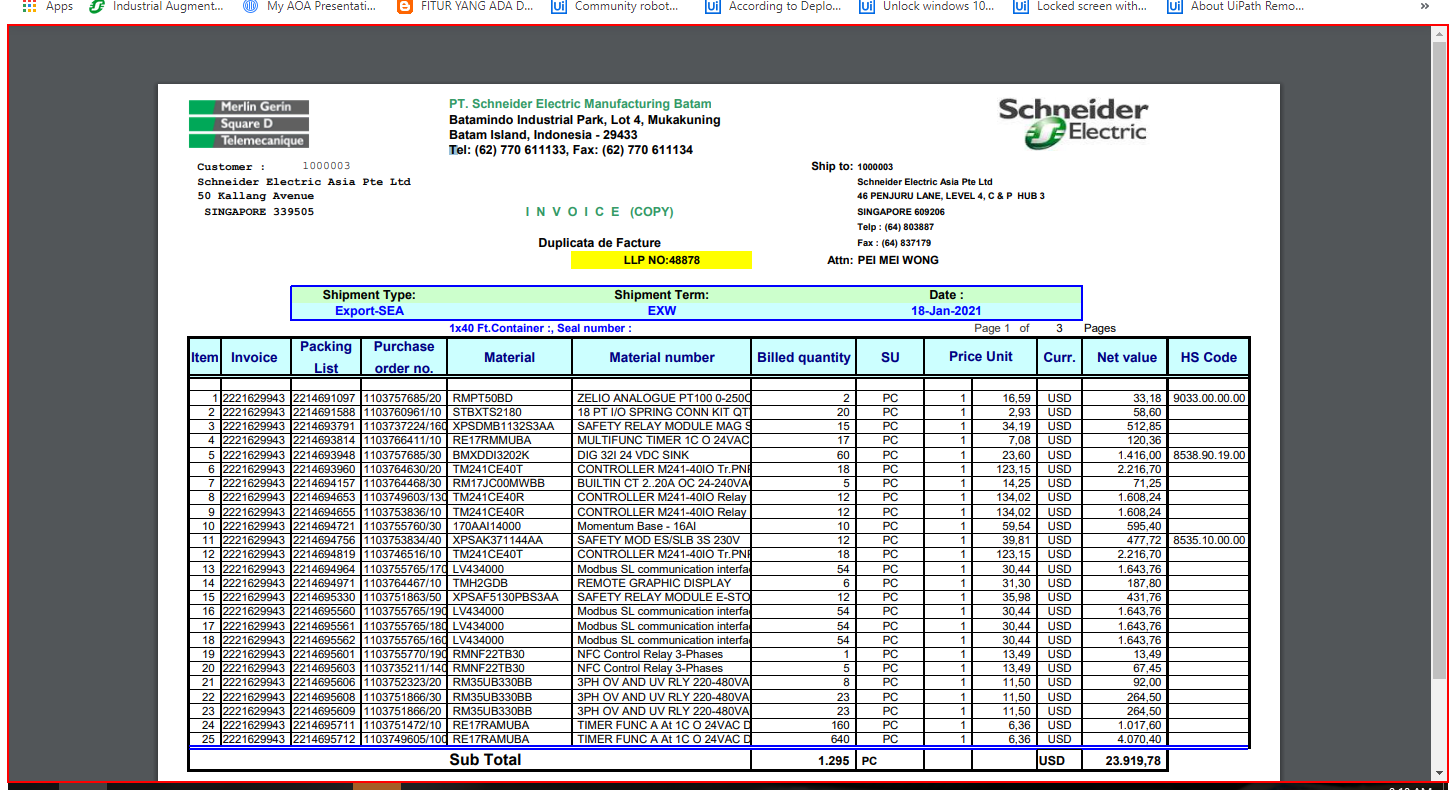 Apps Industrial Augment... My AOA Presentati... FITUR YANG ADA D... Community robot... According to Deplo... Unlock windows 10... Locked screen with... About UiPath Remo... »
Merlin Gerin
Square D
Telemecanique
PT. Schneider Electric Manufacturing Batam
Batamindo Industrial Park, Lot 4, Mukakuning
Batam Island, Indonesia - 29433
Tel: (62) 770 611133, Fax: (62) 770 611134
Schneider
Electric
Customer : 1000003
Schneider Electric Asia Pte Ltd
50 Kallang Avenue
SINGAPORE 339505
Ship to: 1000003
Schneider Electric Asia Pte Ltd
46 PENJURU LANE, LEVEL 4, C & P HUB 3
SINGAPORE 609206
Telp : (64) 803887
Fax : (64) 837179
Attn: PEI MEI WONG
I N V O I C E (COPY)
Duplicata de Facture
LLP NO:48878
Shipment Type: Shipment Term: Date :
Export-SEA EXW 18-Jan-2021
1x40 Ft.Container :, Seal number : Page 1 of 3 Pages
Item Invoice Packing List Purchase order no. Material Material number Billed quantity SU Price Unit Curr. Net value HS Code
1 2221629943 2214691097 1103757685/20 RMPT50BD ZELIO ANALOGUE PT100 0-250C 2 PC 1 16,59 USD 33,18 9033.00.00.00
2 2221629943 2214691588 1103760961/10 STBXTS2180 18 PT I/O SPRING CONN KIT QT 20 PC 1 2,93 USD 58,60
3 2221629943 2214693791 1103737224/160 XPSDMB1132S3AA SAFETY RELAY MODULE MAG S 15 PC 1 34,19 USD 512,85
4 2221629943 2214693814 1103766411/10 RE17RMMUBA MULTIFUNC TIMER 1C O 24VAC 17 PC 1 7,08 USD 120,36
5 2221629943 2214693948 1103757685/30 BMXDDI3202K DIG 32I 24 VDC SINK 60 PC 1 23,60 USD 1.416,00 8538.90.19.00
6 2221629943 2214693960 1103764630/20 TM241CE40T CONTROLLER M241-40IO Tr.PNP 18 PC 1 123,15 USD 2.216,70
7 2221629943 2214694157 1103764468/30 RM17JC00MWBB BUILTIN CT 2..20A OC 24-240VA 5 PC 1 14,25 USD 71,25
8 2221629943 2214694653 1103749603/130 TM241CE40R CONTROLLER M241-40IO Relay 12 PC 1 134,02 USD 1.608,24
9 2221629943 2214694655 1103753836/10 TM241CE40R CONTROLLER M241-40IO Relay 12 PC 1 134,02 USD 1.608,24
10 2221629943 2214694721 1103755760/30 170AAI14000 Momentum Base - 16AI 10 PC 1 59,54 USD 595,40
11 2221629943 2214694756 1103753834/40 XPSAK371144AA SAFETY MOD ES/SLB 3S 230V 12 PC 1 39,81 USD 477,72 8535.10.00.00
12 2221629943 2214694819 1103746516/10 TM241CE40T CONTROLLER M241-40IO Tr.PNP 18 PC 1 123,15 USD 2.216,70
13 2221629943 2214694964 1103755765/170 LV434000 Modbus SL communication interfa 54 PC 1 30,44 USD 1.643,76
14 2221629943 2214694971 1103764467/10 TMH2GDB REMOTE GRAPHIC DISPLAY 6 PC 1 31,30 USD 187,80
15 2221629943 2214695330 1103751863/50 XPSAF5130PBS3AA SAFETY RELAY MODULE E-STO 12 PC 1 35,98 USD 431,76
16 2221629943 2214695560 1103755765/190 LV434000 Modbus SL communication interfa 54 PC 1 30,44 USD 1.643,76
17 2221629943 2214695561 1103755765/180 LV434000 Modbus SL communication interfa 54 PC 1 30,44 USD 1.643,76
18 2221629943 2214695562 1103755765/160 LV434000 Modbus SL communication interfa 54 PC 1 30,44 USD 1.643,76
19 2221629943 2214695601 1103755770/190 RMNF22TB30 NFC Control Relay 3-Phases 1 PC 1 13,49 USD 13,49
20 2221629943 2214695603 1103735211/140 RMNF22TB30 NFC Control Relay 3-Phases 5 PC 1 13,49 USD 67,45
21 2221629943 2214695606 1103752323/20 RM35UB330BB 3PH OV AND UV RLY 220-480VA 8 PC 1 11,50 USD 92,00
22 2221629943 2214695608 1103751866/30 RM35UB330BB 3PH OV AND UV RLY 220-480VA 23 PC 1 11,50 USD 264,50
23 2221629943 2214695609 1103751866/20 RM35UB330BB 3PH OV AND UV RLY 220-480VA 23 PC 1 11,50 USD 264,50
24 2221629943 2214695711 1103751472/10 RE17RAMUBA TIMER FUNC A At 1C O 24VAC D 160 PC 1 6,36 USD 1.017,60
25 2221629943 2214695712 1103749605/100 RE17RAMUBA TIMER FUNC A At 1C O 24VAC D 640 PC 1 6,36 USD 4.070,40
Sub Total 1.295 PC USD 23.919,78